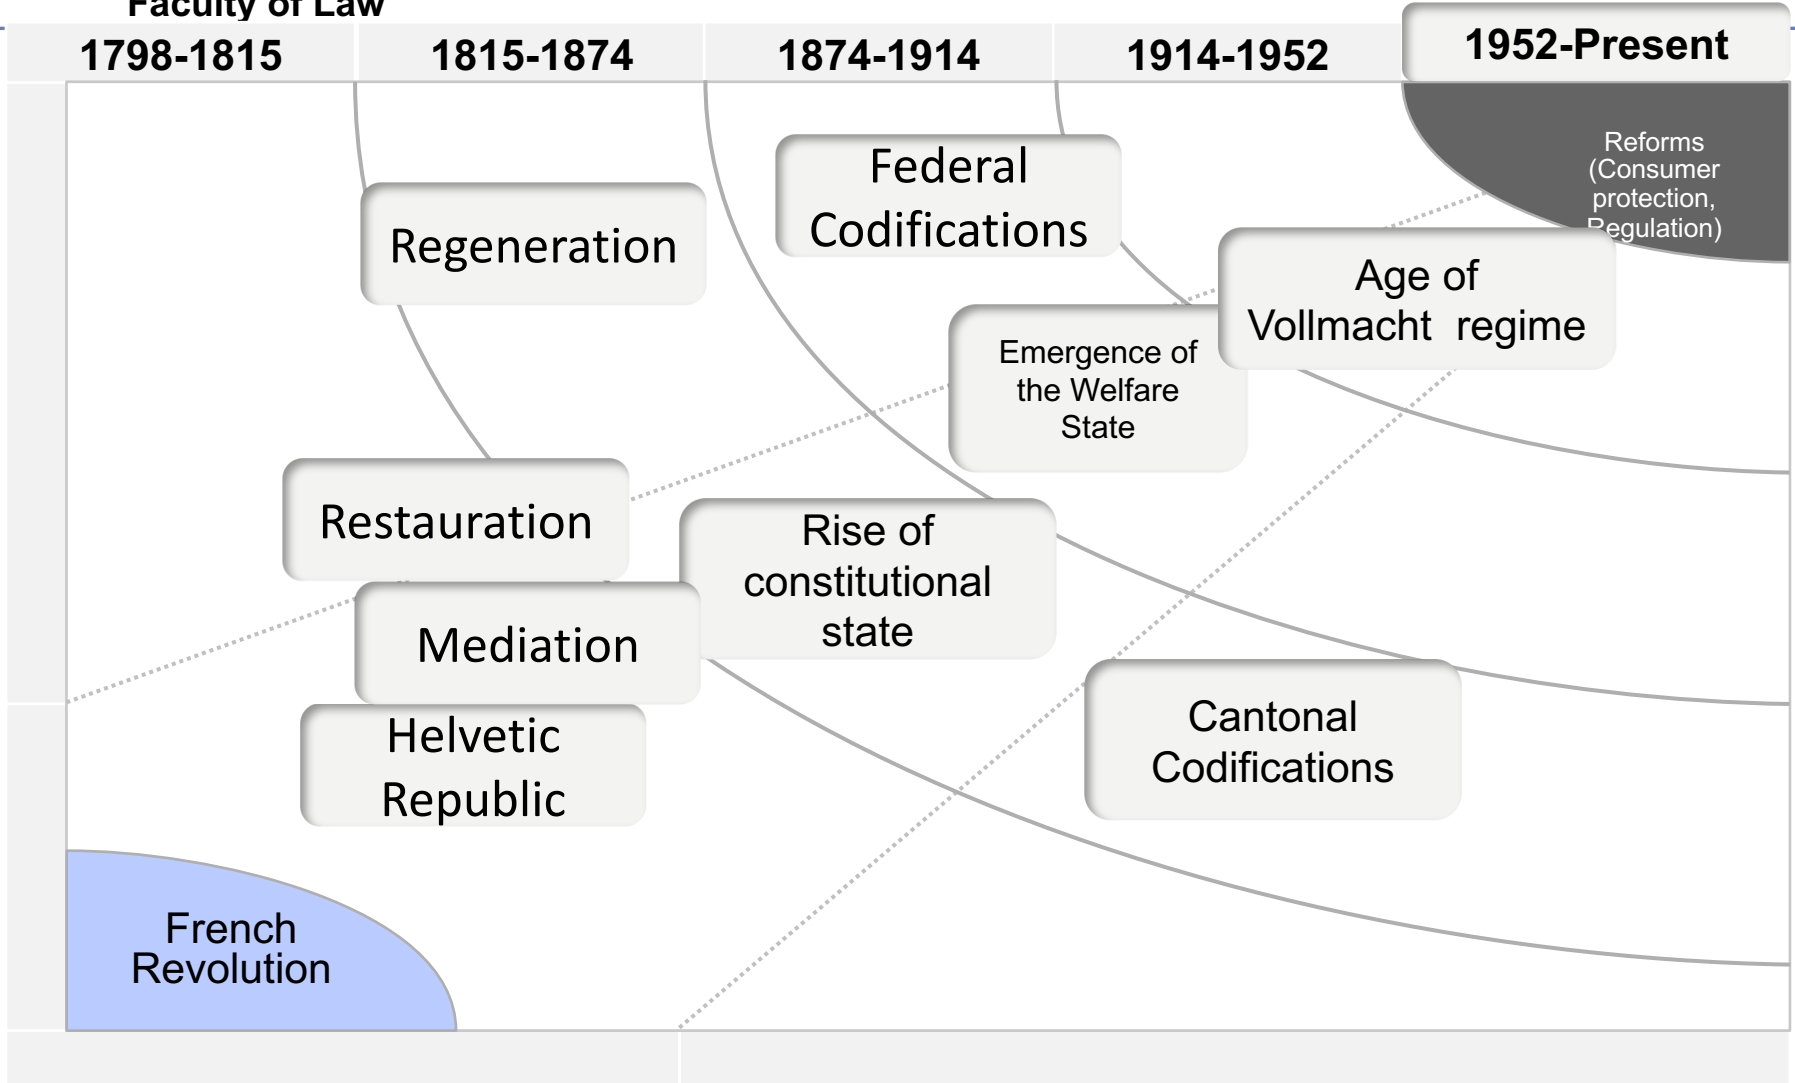 Faculty of Law
1798-1815
1815-1874
1874-1914
1914-1952
1952-Present
Reforms
(Consumer
protection,
Regulation)
Federal
Codifications
Regeneration
Age of
Vollmacht  regime
Emergence of
the Welfare
State
Restauration
Rise of
constitutional
state
Mediation
Cantonal
Codifications
Helvetic
Republic
French
Revolution